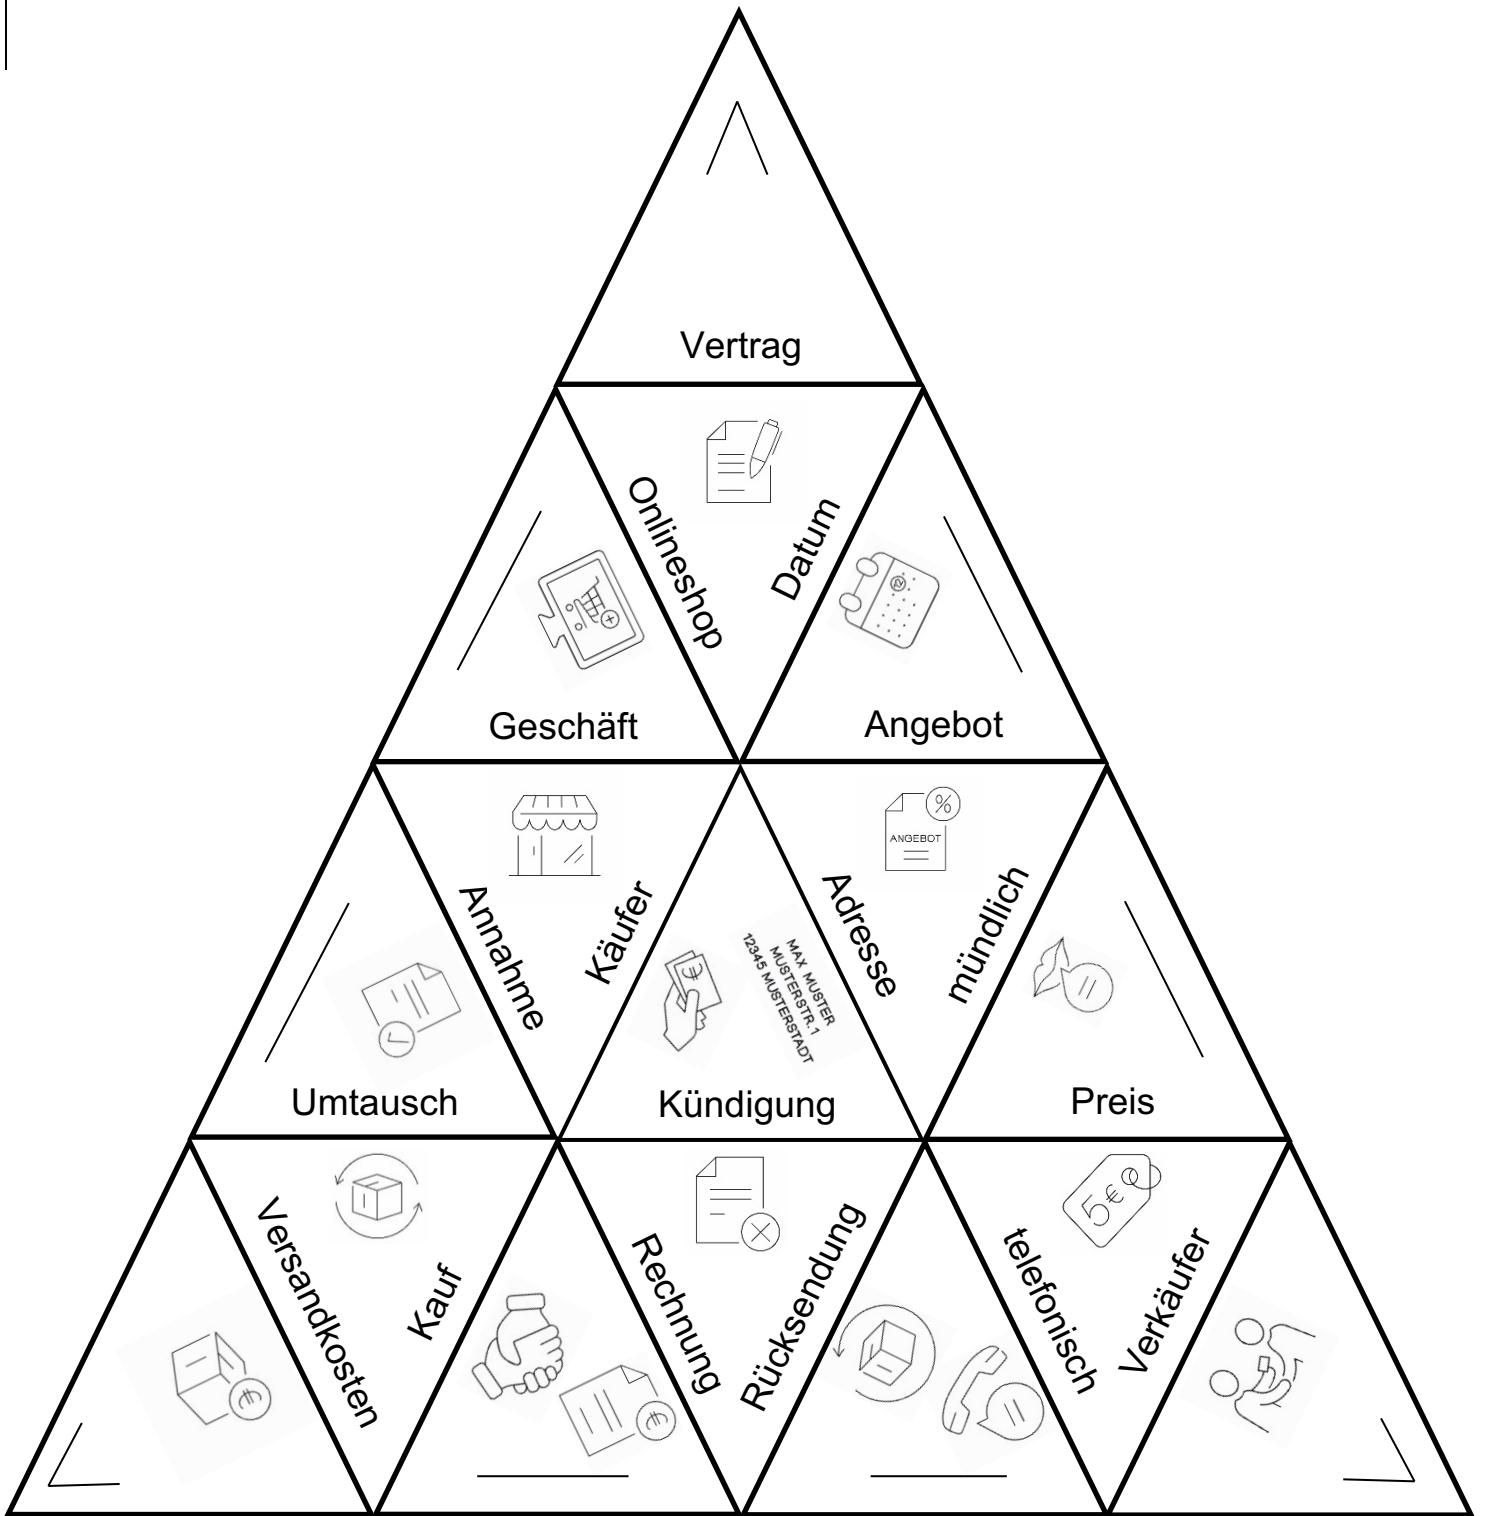 Vertrag
Onlineshop
Datum
12
Geschäft
Angebot
%
ANGEBOT
Annahme
Käufer
€
MAX MUSTER
MUSTERSTR. 1
12345 MUSTERSTADT
Adresse
mündlich
Umtausch
Kündigung
Preis
Versandkosten
Kauf
Rechnung
Rücksendung
5€
telefonisch
Verkäufer
€
€